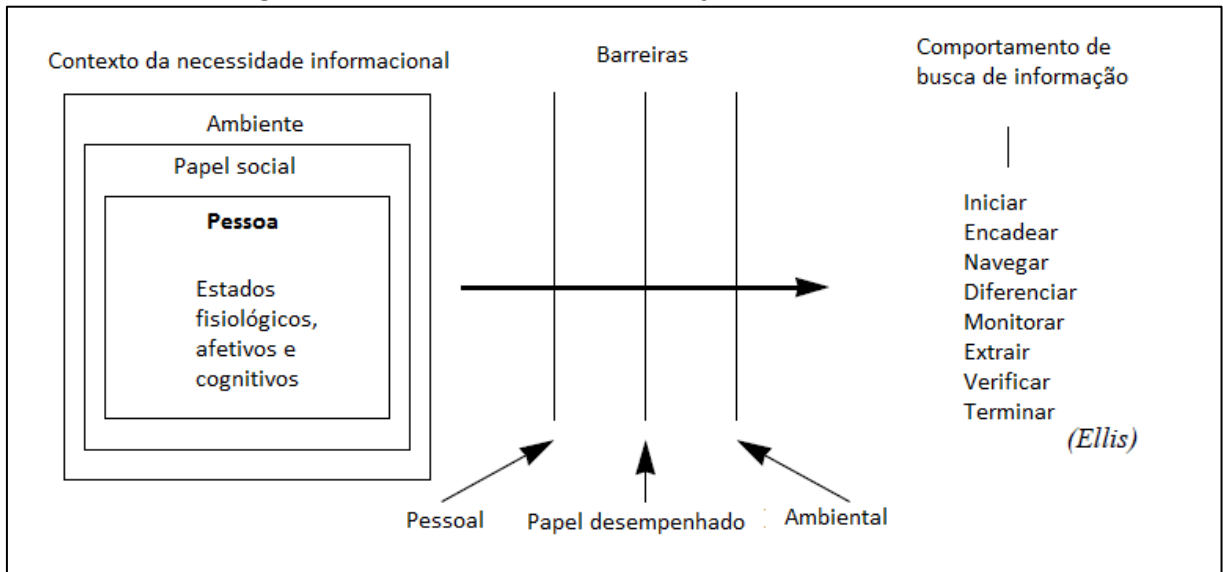 Contexto da necessidade informacional
Ambiente
Papel social
Pessoa
Estados
fisiológicos,
afetivos e
cognitivos
Barreiras
Pessoal
Papel desempenhado
Ambiental
Comportamento de
busca de informação
Iniciar
Encadear
Navegar
Diferenciar
Monitorar
Extrair
Verificar
Terminar
(Ellis)